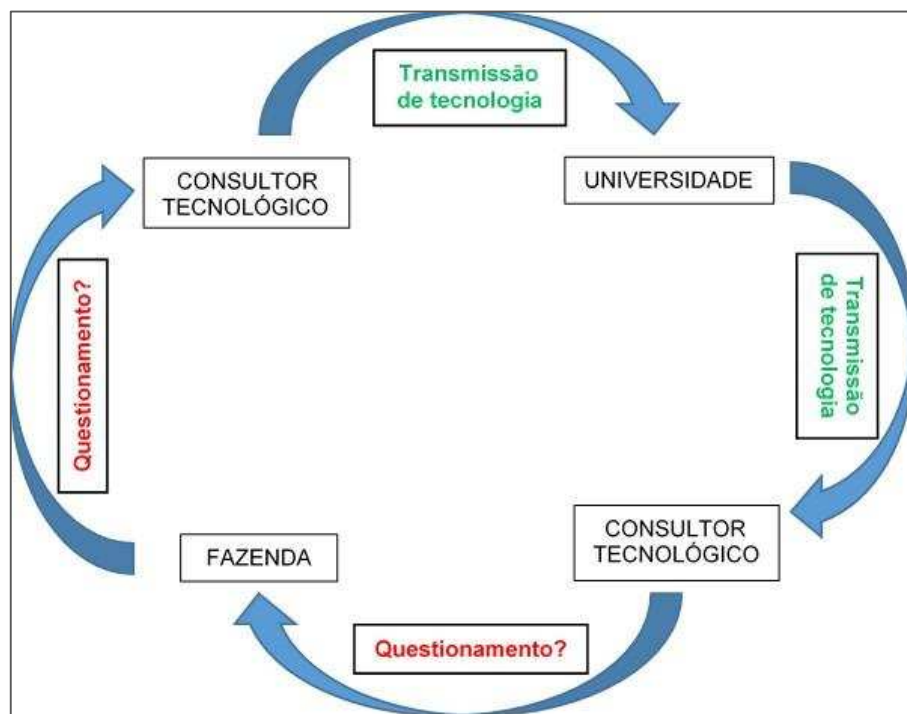 Transmissão
de tecnologia
CONSULTOR
TECNOLÓGICO
UNIVERSIDADE
Questionamento?
Transmissão
de tecnologia
FAZENDA
CONSULTOR
TECNOLÓGICO
Questionamento?